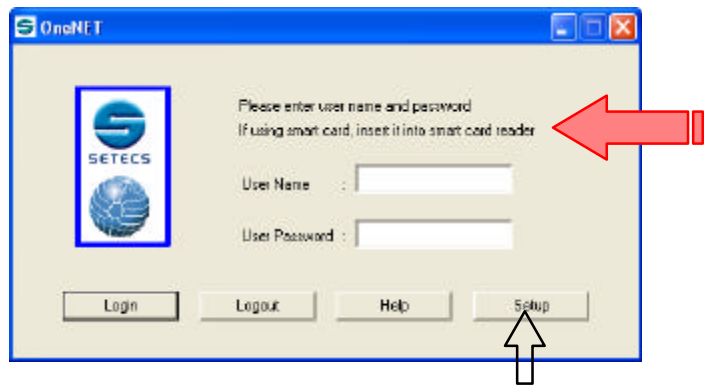 OneNET
SETECS
Please enter user name and password
If using smart card, insert it into smart card reader
User Name :
User Password :
Login Logout Help Setup